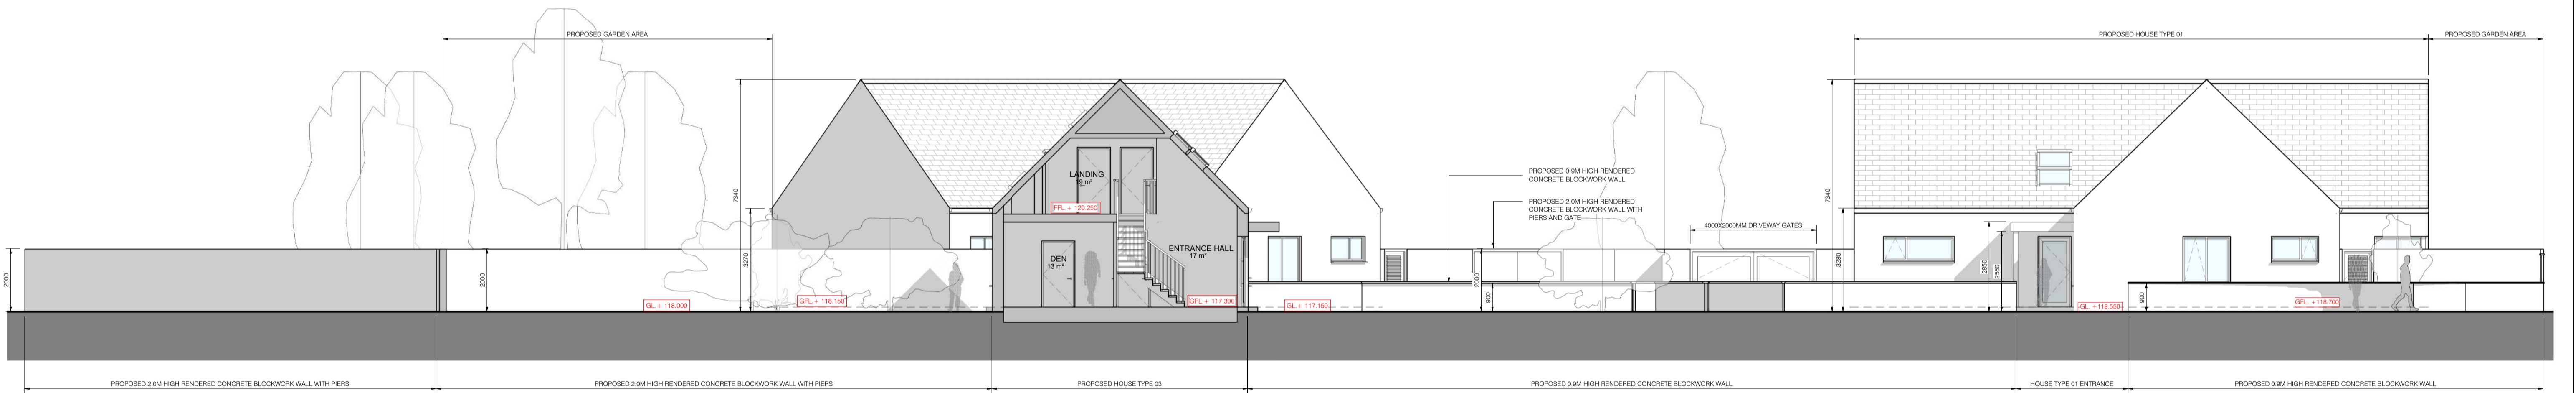 PROPOSED GARDEN AREA
PROPOSED HOUSE TYPE 01
PROPOSED GARDEN AREA
7340
3270
2000
2000
LANDING
19 m²
FFL + 120.250
DEN
13 m²
ENTRANCE HALL
17 m²
GL + 118.000
GFL + 118.150
GFL + 117.300
GL + 117.150
PROPOSED 0.9M HIGH RENDERED
CONCRETE BLOCKWORK WALL
PROPOSED 2.0M HIGH RENDERED
CONCRETE BLOCKWORK WALL WITH
PIERS AND GATE
4000X2000MM DRIVEWAY GATES
2000
900
7340
3280
2850
2550
900
GL +118.550
GFL. +118.700
PROPOSED 2.0M HIGH RENDERED CONCRETE BLOCKWORK WALL WITH PIERS
PROPOSED 2.0M HIGH RENDERED CONCRETE BLOCKWORK WALL WITH PIERS
PROPOSED HOUSE TYPE 03
PROPOSED 0.9M HIGH RENDERED CONCRETE BLOCKWORK WALL
HOUSE TYPE 01 ENTRANCE
PROPOSED 0.9M HIGH RENDERED CONCRETE BLOCKWORK WALL